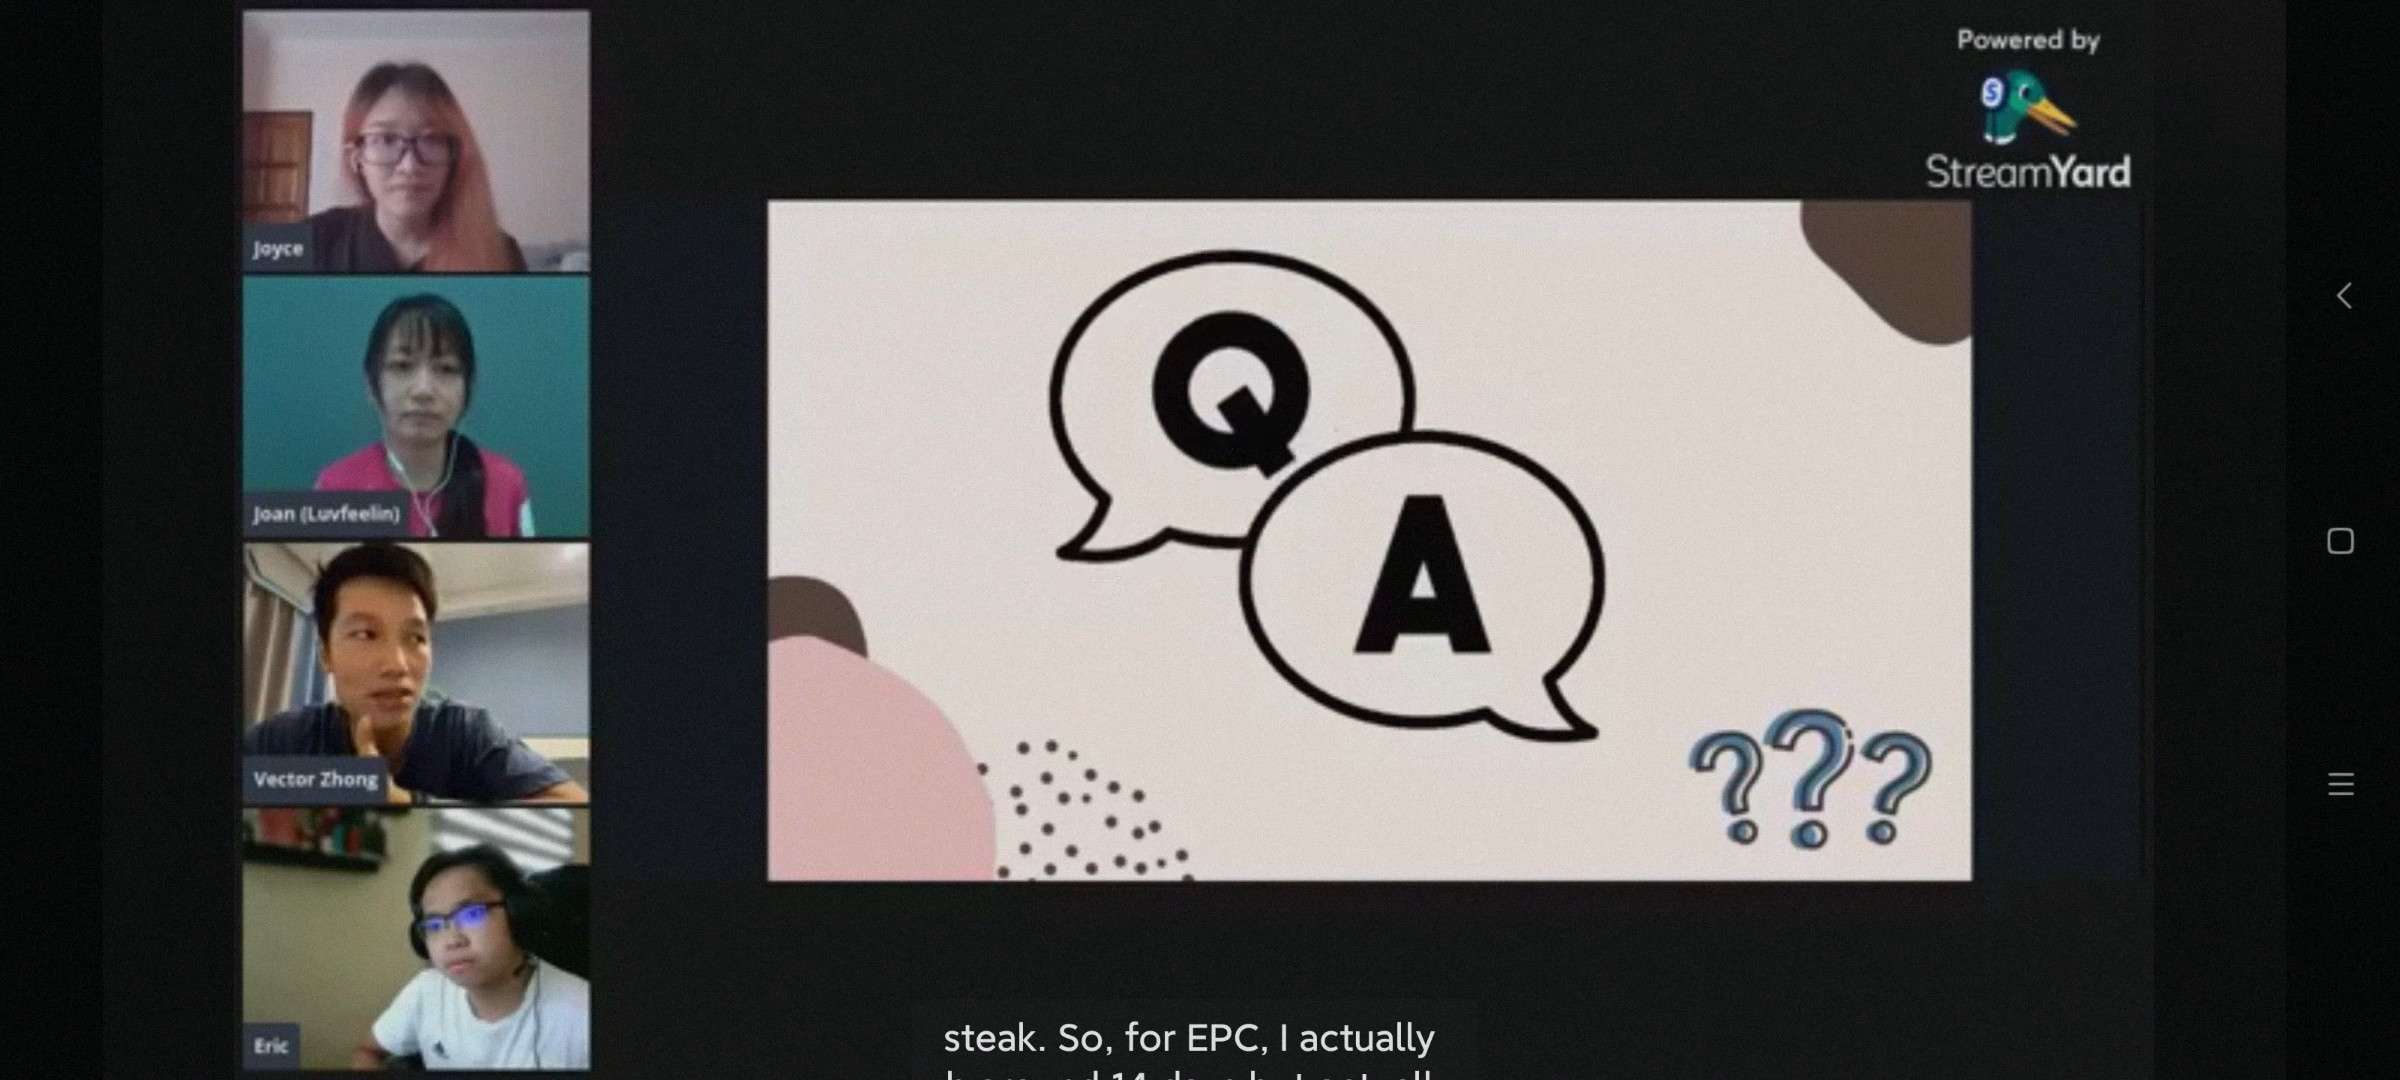 Powered by
StreamYard
Joyce
Joan (Luvfeelin)
Vector Zhong
Eric
Q
A
???
steak. So, for EPC, I actually